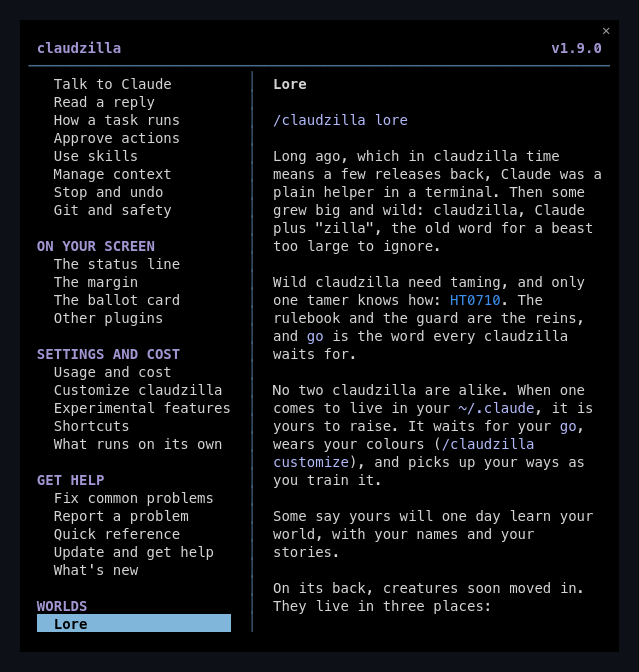 ×
claudzilla v1.9.0
Talk to Claude
Read a reply
How a task runs
Approve actions
Use skills
Manage context
Stop and undo
Git and safety
ON YOUR SCREEN
The status line
The margin
The ballot card
Other plugins
SETTINGS AND COST
Usage and cost
Customize claudzilla
Experimental features
Shortcuts
What runs on its own
GET HELP
Fix common problems
Report a problem
Quick reference
Update and get help
What's new
WORLDS
Lore
Lore
/claudzilla lore
Long ago, which in claudzilla time
means a few releases back, Claude was a
plain helper in a terminal. Then some
grew big and wild: claudzilla, Claude
plus "zilla", the old word for a beast
too large to ignore.
Wild claudzilla need taming, and only
one tamer knows how: HT0710. The
rulebook and the guard are the reins,
and go is the word every claudzilla
waits for.
No two claudzilla are alike. When one
comes to live in your ~/.claude, it is
yours to raise. It waits for your go,
wears your colours (/claudzilla
customize), and picks up your ways as
you train it.
Some say yours will one day learn your
world, with your names and your
stories.
On its back, creatures soon moved in.
They live in three places: